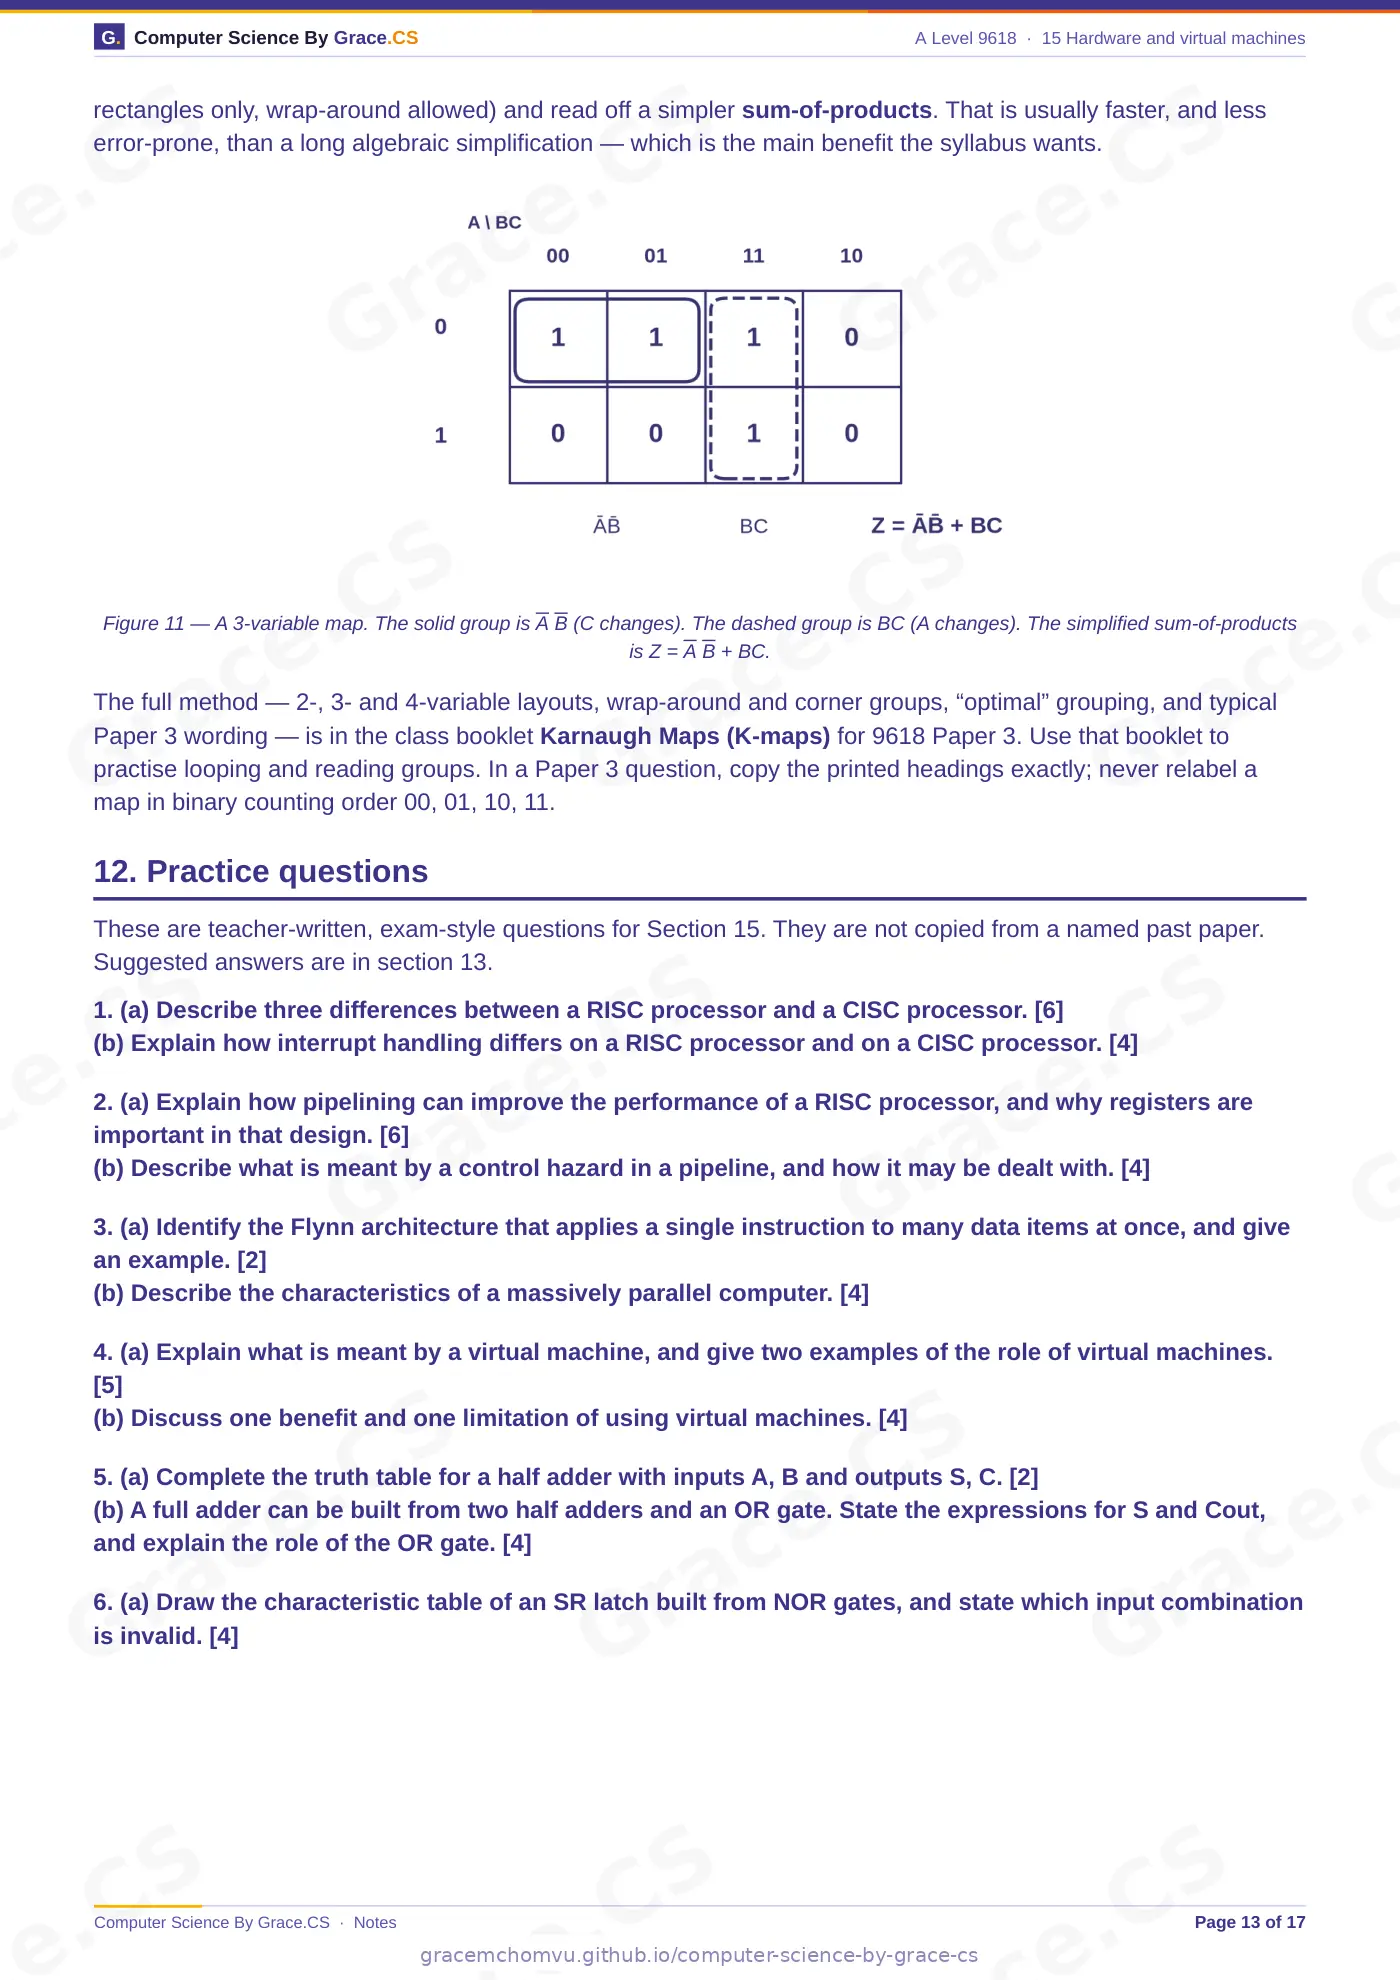 G. Computer Science By Grace.CS
A Level 9618 · 15 Hardware and virtual machines
rectangles only, wrap-around allowed) and read off a simpler sum-of-products. That is usually faster, and less
error-prone, than a long algebraic simplification — which is the main benefit the syllabus wants.
A \ BC
00 01 11 10
0 1 1 1 0
1 0 0 1 0
ĀB̄ BC Z = ĀB̄ + BC
Figure 11 — A 3-variable map. The solid group is A̅ B̅ (C changes). The dashed group is BC (A changes). The simplified sum-of-products
is Z = A̅ B̅ + BC.
The full method — 2-, 3- and 4-variable layouts, wrap-around and corner groups, “optimal” grouping, and typical
Paper 3 wording — is in the class booklet Karnaugh Maps (K-maps) for 9618 Paper 3. Use that booklet to
practise looping and reading groups. In a Paper 3 question, copy the printed headings exactly; never relabel a
map in binary counting order 00, 01, 10, 11.
12. Practice questions
These are teacher-written, exam-style questions for Section 15. They are not copied from a named past paper.
Suggested answers are in section 13.
1. (a) Describe three differences between a RISC processor and a CISC processor. [6]
(b) Explain how interrupt handling differs on a RISC processor and on a CISC processor. [4]
2. (a) Explain how pipelining can improve the performance of a RISC processor, and why registers are
important in that design. [6]
(b) Describe what is meant by a control hazard in a pipeline, and how it may be dealt with. [4]
3. (a) Identify the Flynn architecture that applies a single instruction to many data items at once, and give
an example. [2]
(b) Describe the characteristics of a massively parallel computer. [4]
4. (a) Explain what is meant by a virtual machine, and give two examples of the role of virtual machines.
[5]
(b) Discuss one benefit and one limitation of using virtual machines. [4]
5. (a) Complete the truth table for a half adder with inputs A, B and outputs S, C. [2]
(b) A full adder can be built from two half adders and an OR gate. State the expressions for S and Cout,
and explain the role of the OR gate. [4]
6. (a) Draw the characteristic table of an SR latch built from NOR gates, and state which input combination
is invalid. [4]
Computer Science By Grace.CS · Notes
Page 13 of 17
gracemchomvu.github.io/computer-science-by-grace-cs